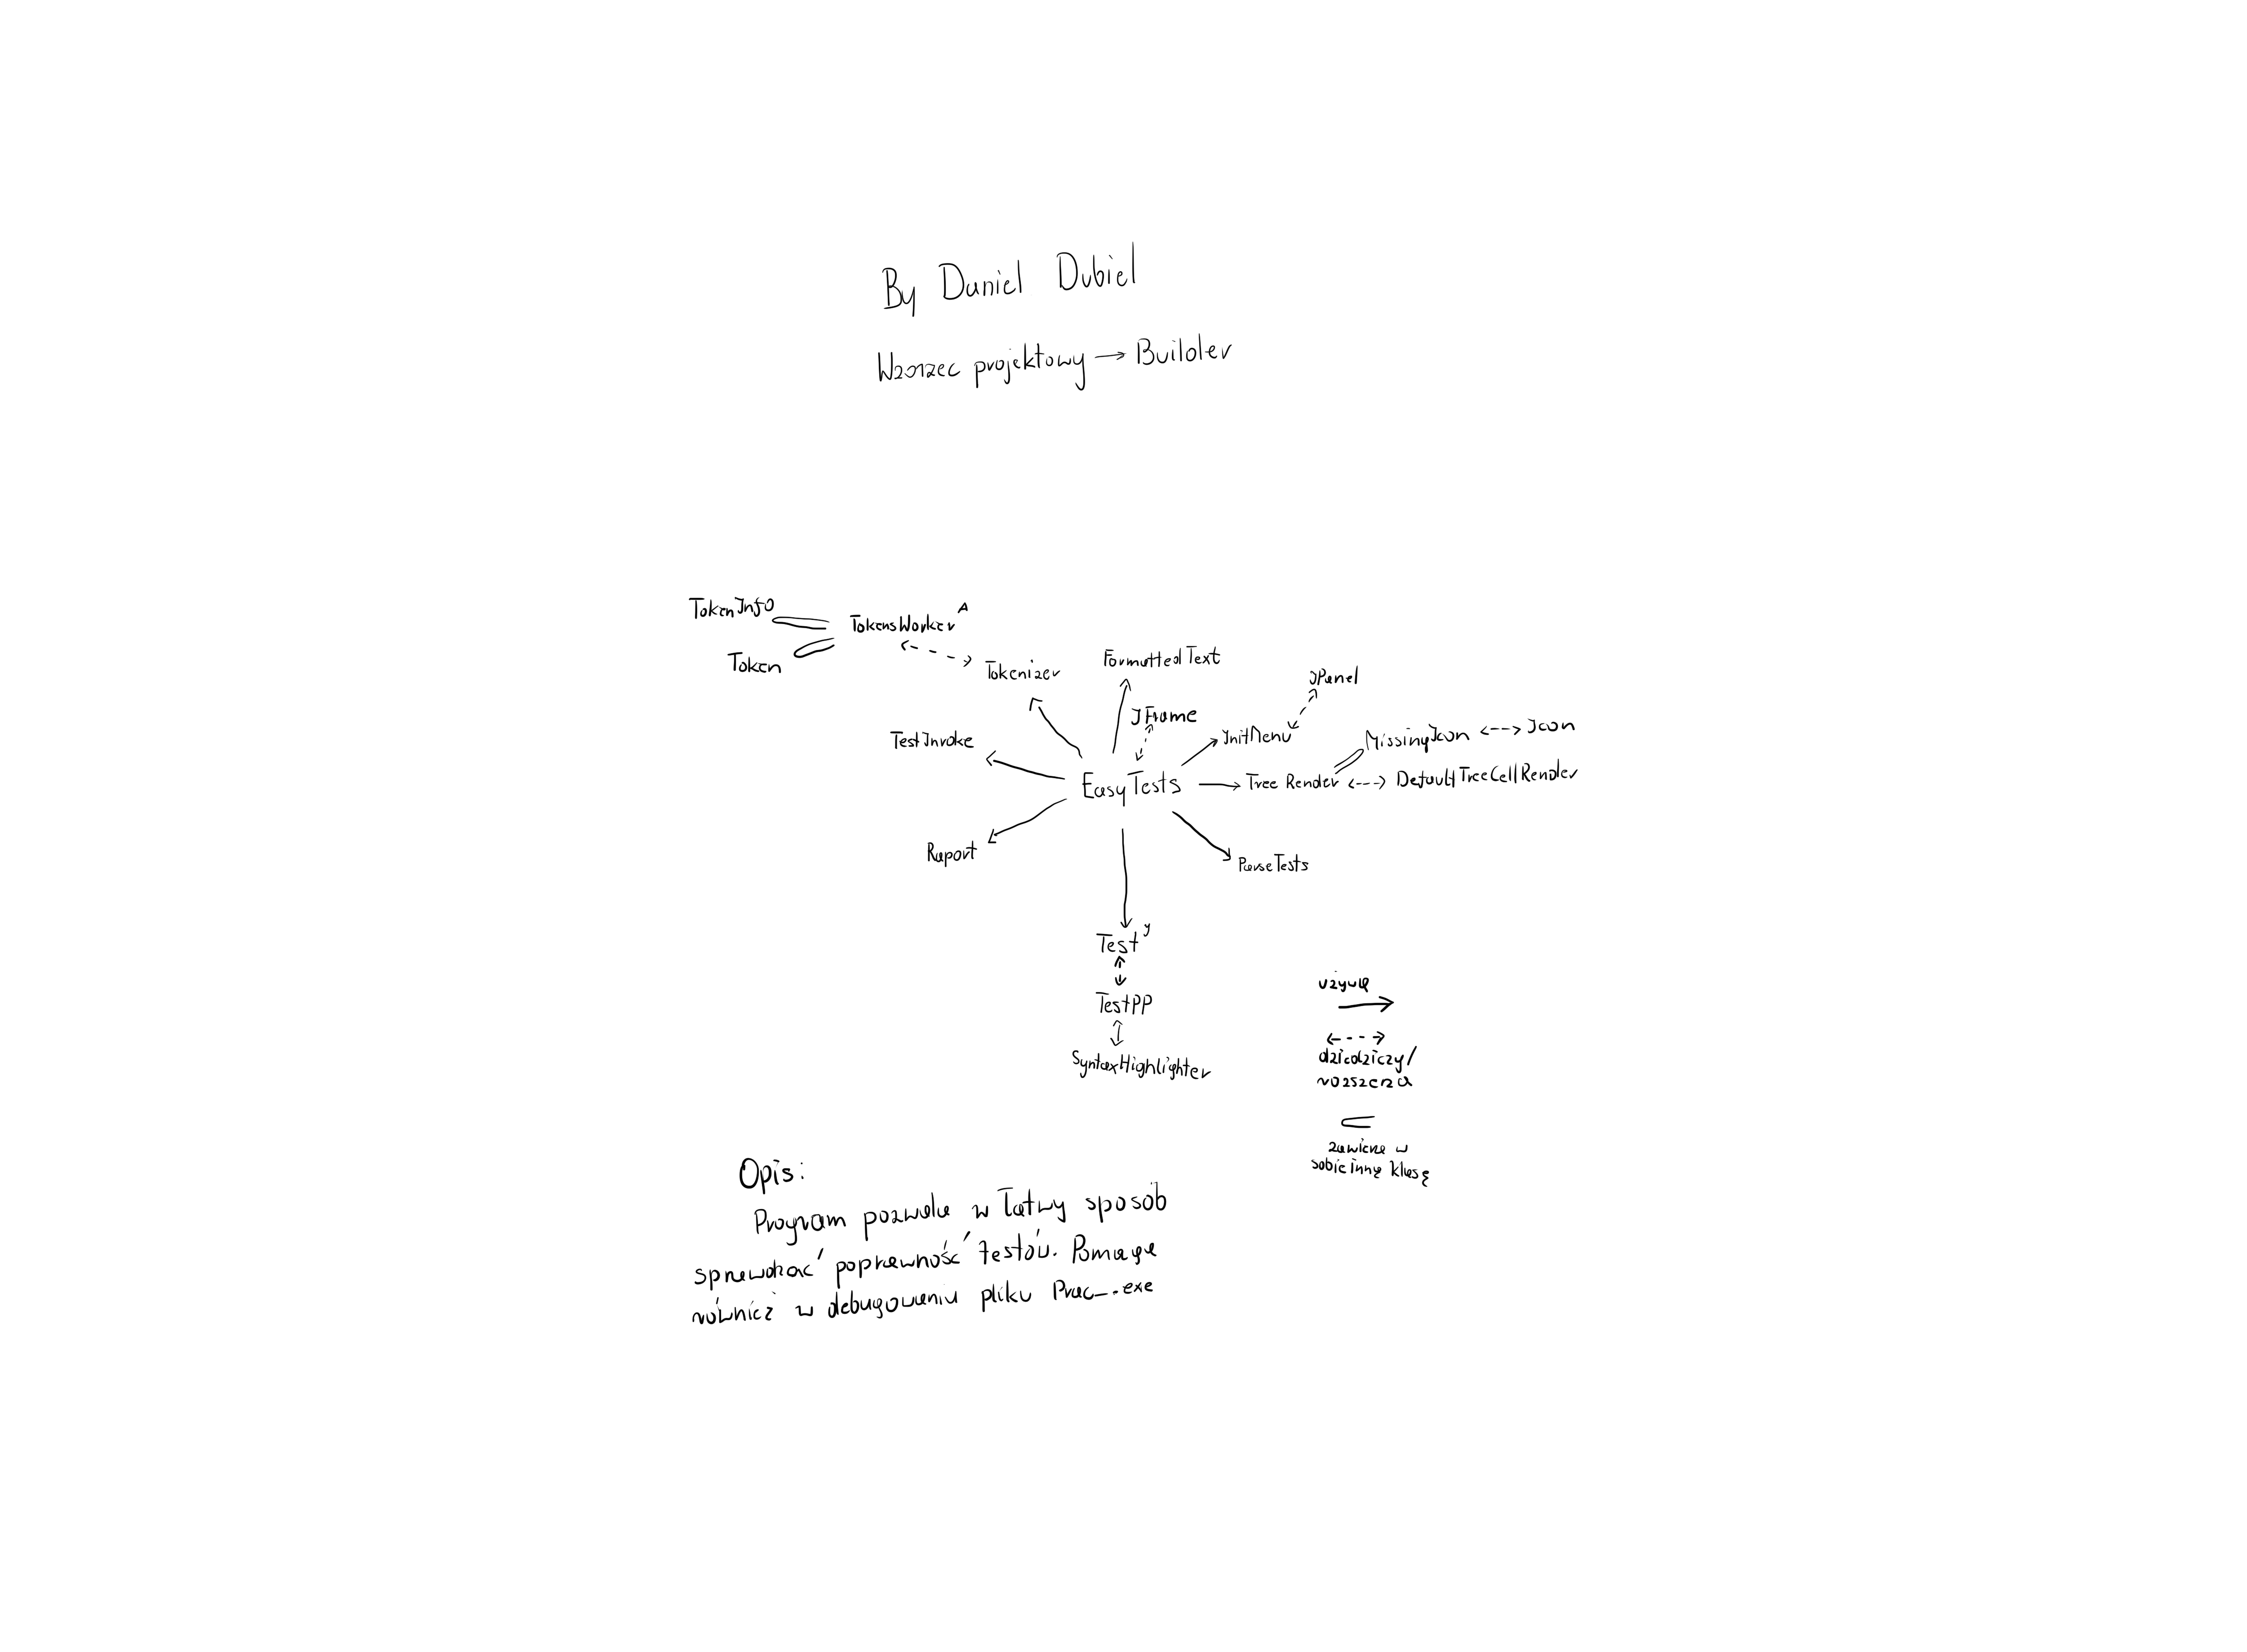 By Daniel Dubiel
Wzorzec projektowy → Builder
TokenInfo
TokensWorker A
Token
Tokenizer
FormattedText
JPanel
JFrame
InitMenu
MissingIcon <---> Icon
TestInvoke
EasyTests
Tree Render <---> DefaultTreeCellRender
Raport
ParseTests
Test
TestPP
SyntaxHighlighter
używa
dziedziczy/
rozszerza
zawiera w
sobie inną klasę
Opis:
Program pozwala w łatwy sposób
sprawdzać poprawność testów. Pomaga
również w debugowaniu pliku Prac_.exe